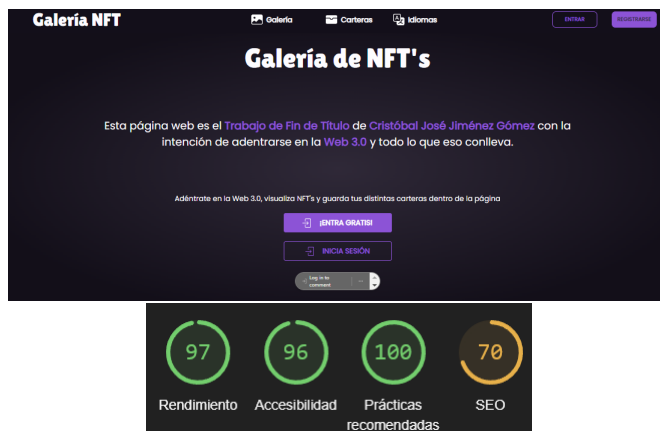 Galería NFT
Galería
Carteras
Idiomas
ENTRAR
REGISTRARSE
Galería de NFT's
Esta página web es el Trabajo de Fin de Título de Cristóbal José Jiménez Gómez con la
intención de adentrarse en la Web 3.0 y todo lo que eso conlleva.
Adéntrate en la Web 3.0, visualiza NFT's y guarda tus distintas carteras dentro de la página
¡ENTRA GRATIS!
INICIA SESIÓN
Log in to
comment
97
96
100
70
Rendimiento
Accesibilidad
Prácticas
recomendadas
SEO